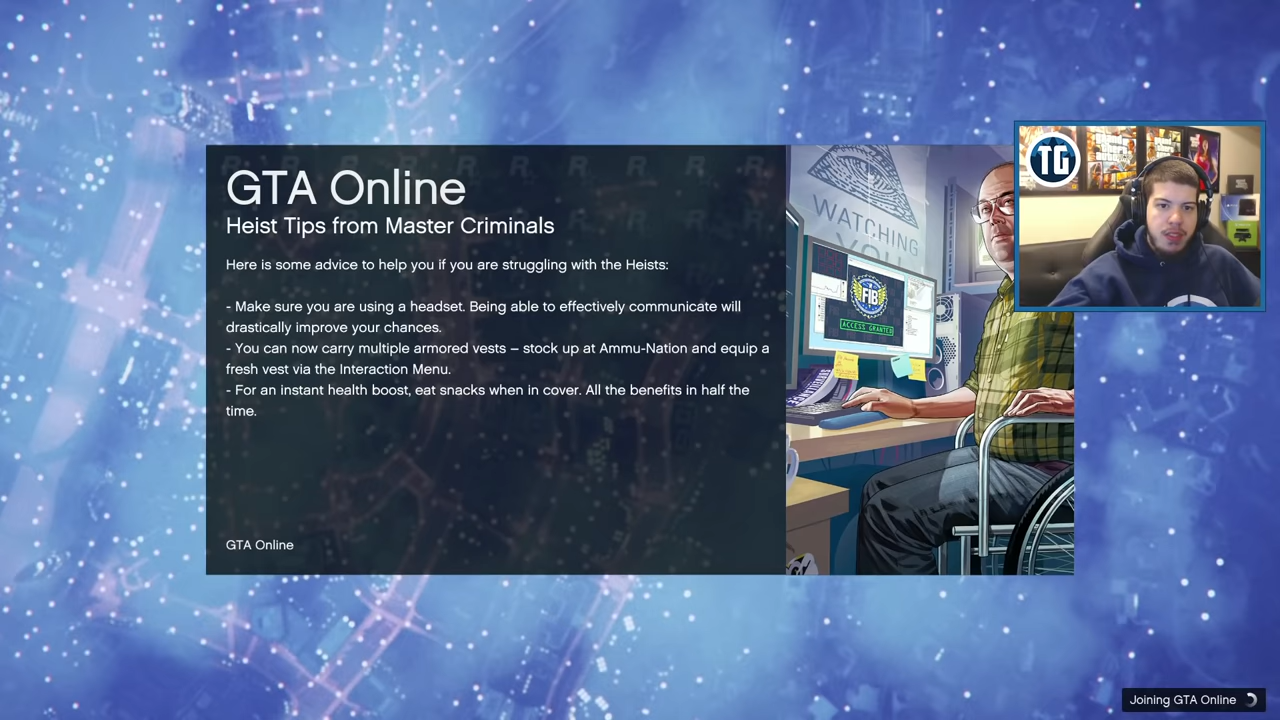 GTA Online
Heist Tips from Master Criminals
Here is some advice to help you if you are struggling with the Heists:
- Make sure you are using a headset. Being able to effectively communicate will
drastically improve your chances.
- You can now carry multiple armored vests – stock up at Ammu-Nation and equip a
fresh vest via the Interaction Menu.
- For an instant health boost, eat snacks when in cover. All the benefits in half the
time.
GTA Online
WATCHING
YOU
FIB
ACCESS GRANTED
TG
Joining GTA Online